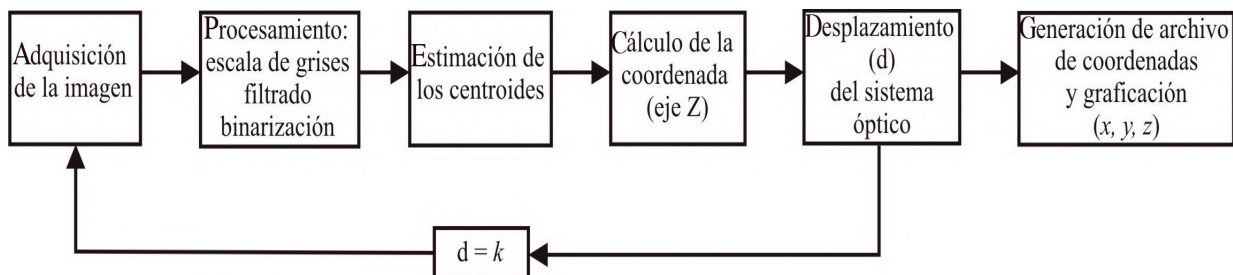 Adquisición
de la imagen
Procesamiento:
escala de grises
filtrado
binarización
Estimación de
los centroides
Cálculo de la
coordenada
(eje Z)
Desplazamiento
(d)
del sistema
óptico
Generación de archivo
de coordenadas
y graficación
(x, y, z)
d = k